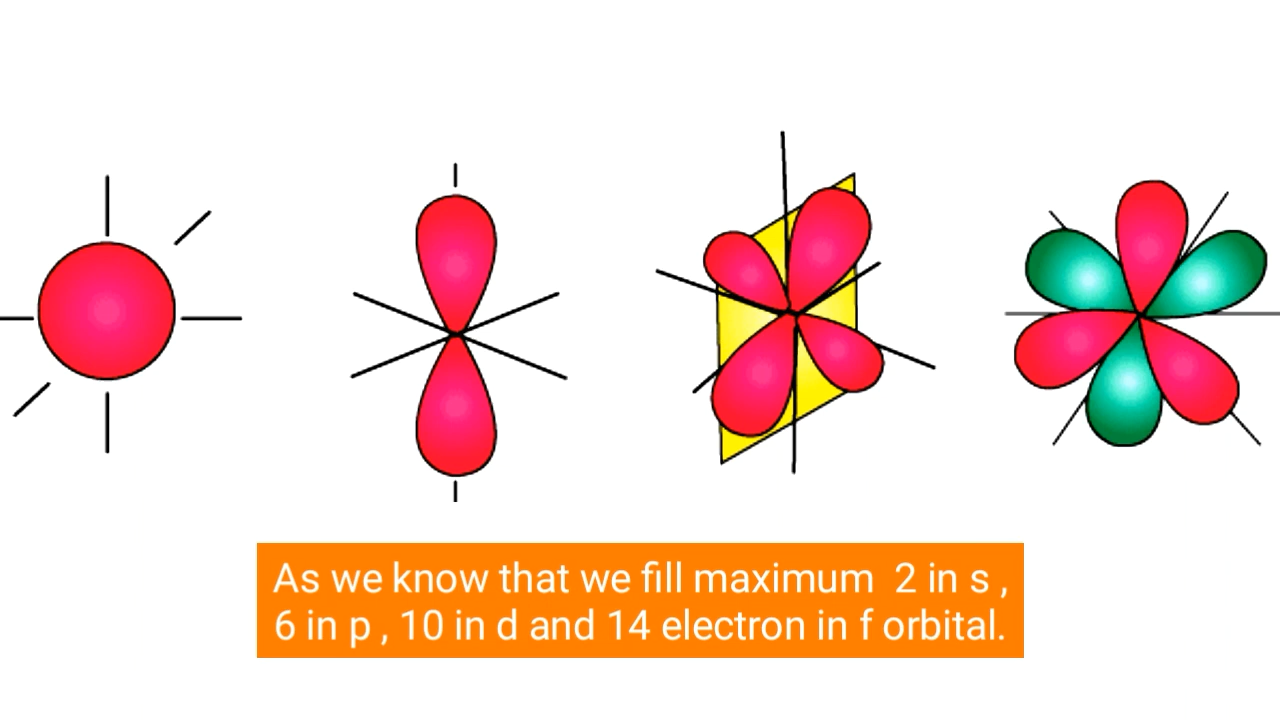 As we know that we fill maximum  2 in s ,
6 in p , 10 in d and 14 electron in f orbital.